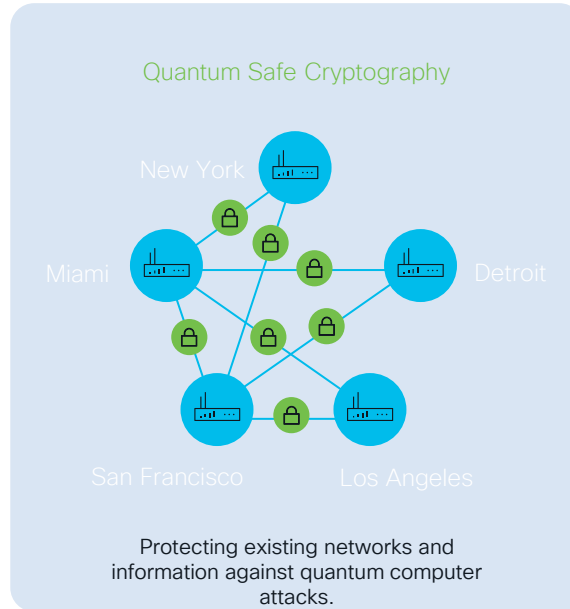 Quantum Safe Cryptography
New York
Miami
Detroit
San Francisco
Los Angeles
Protecting existing networks and
information against quantum computer
attacks.